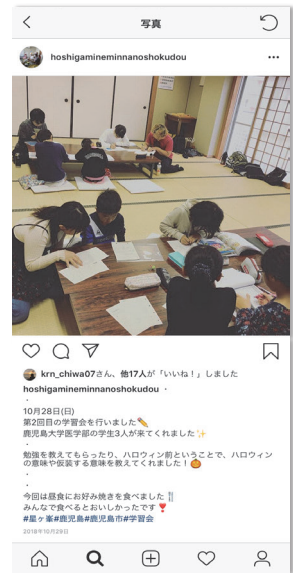 写真
hoshigamineminnanoshokudou
krn_chiwa07さん、他17人が「いいね！」しました
hoshigamineminnanoshokudou ・
・
10月28日(日)
第2回目の学習会を行いました✏️
鹿児島大学医学部の学生3人が来てくれました✨
・
勉強を教えてもらったり、ハロウィン前ということで、ハロウィン
の意味や仮装する意味を教えてくれました！🎃
・
・
今回は昼食にお好み焼きを食べました🍴
みんなで食べるとおいしかったです❣️
#星ヶ峯#鹿児島#鹿児島市#学習会
2018年10月29日